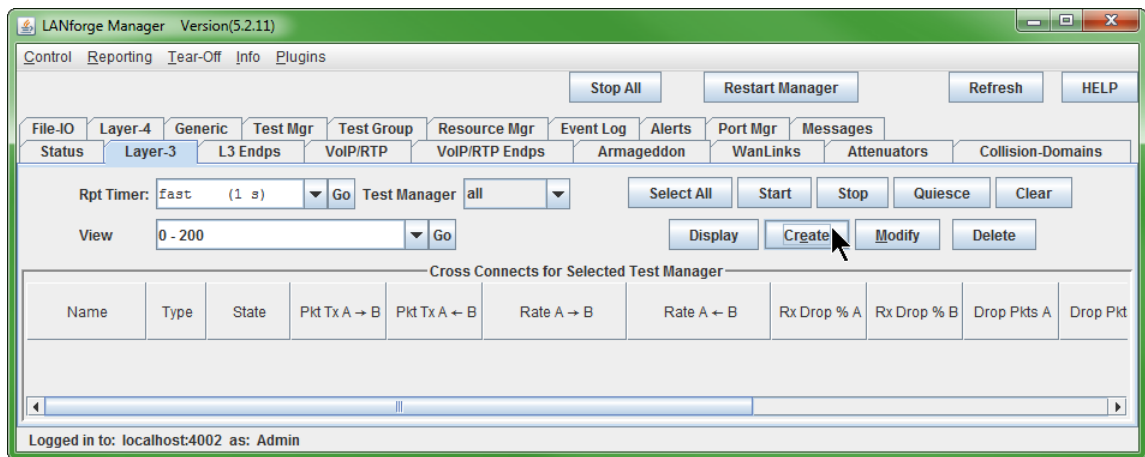 LANforge Manager Version(5.2.11)
Control Reporting Tear-Off Info Plugins
Stop All Restart Manager Refresh HELP
File-IO Layer-4 Generic Test Mgr Test Group Resource Mgr Event Log Alerts Port Mgr Messages
Status Layer-3 L3 Endps VoIP/RTP VoIP/RTP Endps Armageddon WanLinks Attenuators Collision-Domains
Rpt Timer: fast (1 s) Go Test Manager all Select All Start Stop Quiesce Clear
View 0 - 200 Go Display Create Modify Delete
Cross Connects for Selected Test Manager
Name Type State Pkt Tx A → B Pkt Tx A ← B Rate A → B Rate A ← B Rx Drop % A Rx Drop % B Drop Pkts A Drop Pkt
Logged in to: localhost:4002 as: Admin